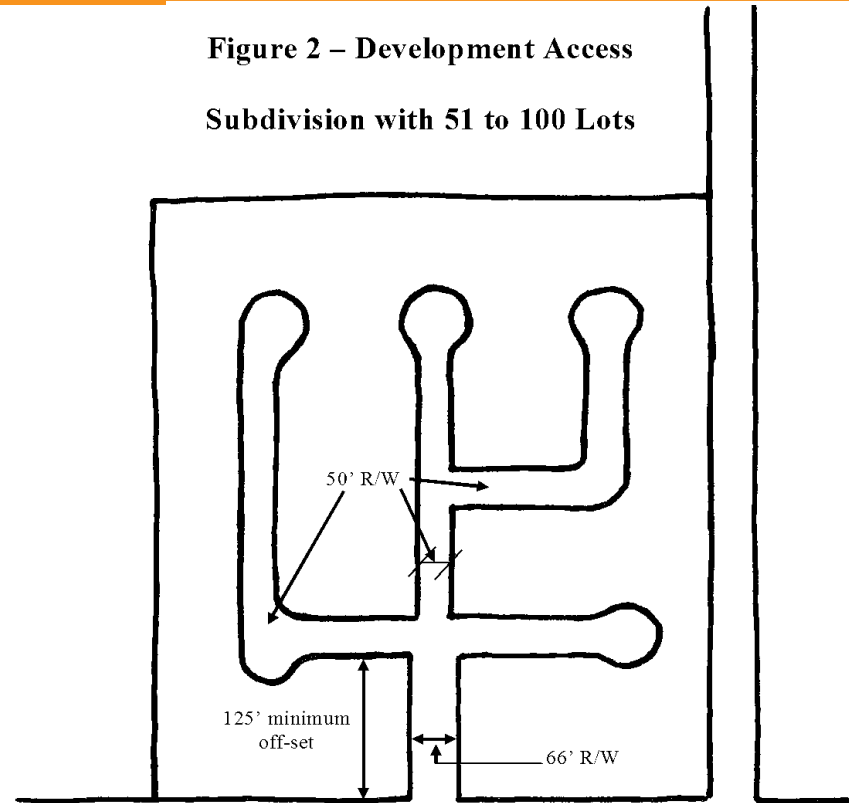 Figure 2 – Development Access
Subdivision with 51 to 100 Lots
50’ R/W
125’ minimum
off-set
66’ R/W